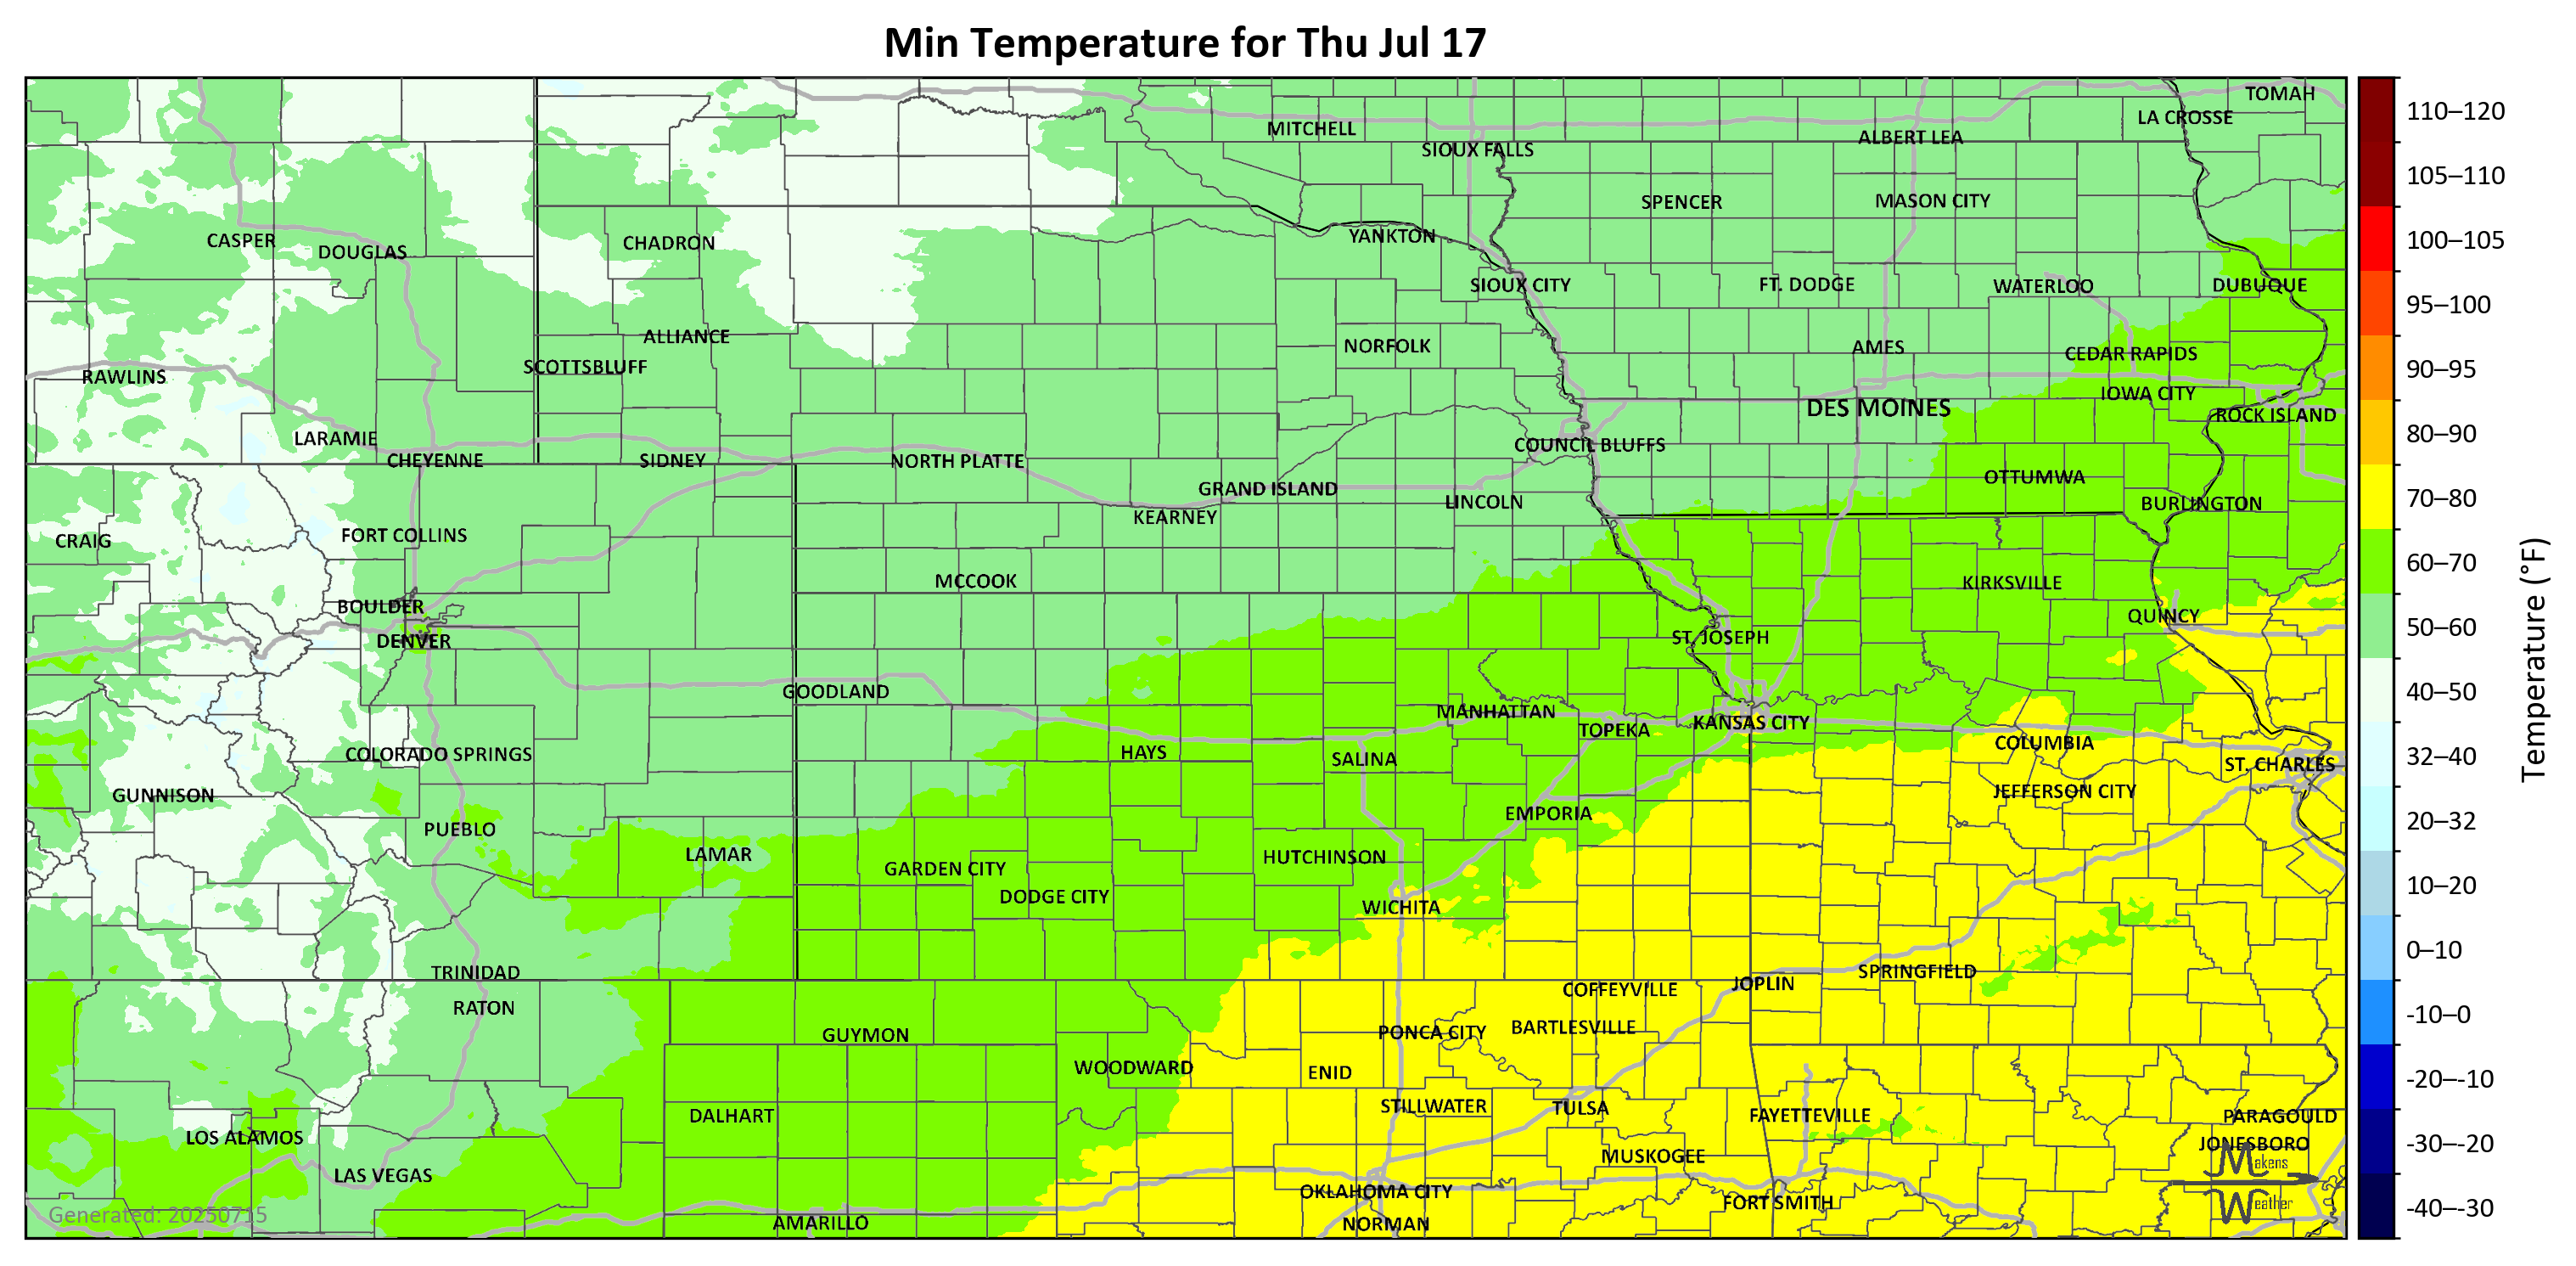 Min Temperature for Thu Jul 17
TOMAH
LA CROSSE
MITCHELL
ALBERT LEA
SIOUX FALLS
SPENCER
MASON CITY
CASPER
DOUGLAS
CHADRON
YANKTON
SIOUX CITY
FT. DODGE
WATERLOO
DUBUQUE
ALLIANCE
NORFOLK
AMES
CEDAR RAPIDS
SCOTTSBLUFF
RAWLINS
IOWA CITY
DES MOINES
ROCK ISLAND
LARAMIE
COUNCIL BLUFFS
CHEYENNE
SIDNEY
NORTH PLATTE
OTTUMWA
GRAND ISLAND
LINCOLN
BURLINGTON
KEARNEY
FORT COLLINS
CRAIG
MCCOOK
KIRKSVILLE
BOULDER
QUINCY
DENVER
ST. JOSEPH
GOODLAND
MANHATTAN
KANSAS CITY
TOPEKA
COLUMBIA
HAYS
COLORADO SPRINGS
SALINA
ST. CHARLES
GUNNISON
JEFFERSON CITY
EMPORIA
PUEBLO
LAMAR
HUTCHINSON
GARDEN CITY
DODGE CITY
WICHITA
TRINIDAD
SPRINGFIELD
JOPLIN
COFFEYVILLE
RATON
BARTLESVILLE
PONCA CITY
GUYMON
WOODWARD
ENID
STILLWATER
TULSA
DALHART
FAYETTEVILLE
PARAGOULD
LOS ALAMOS
JONESBORO
MUSKOGEE
LAS VEGAS
OKLAHOMA CITY
FORT SMITH
AMARILLO
NORMAN
Generated: 20250715
Makens
Weather
110–120
105–110
100–105
95–100
90–95
80–90
70–80
60–70
50–60
40–50
32–40
20–32
10–20
0–10
-10–0
-20–-10
-30–-20
-40–-30
Temperature (°F)